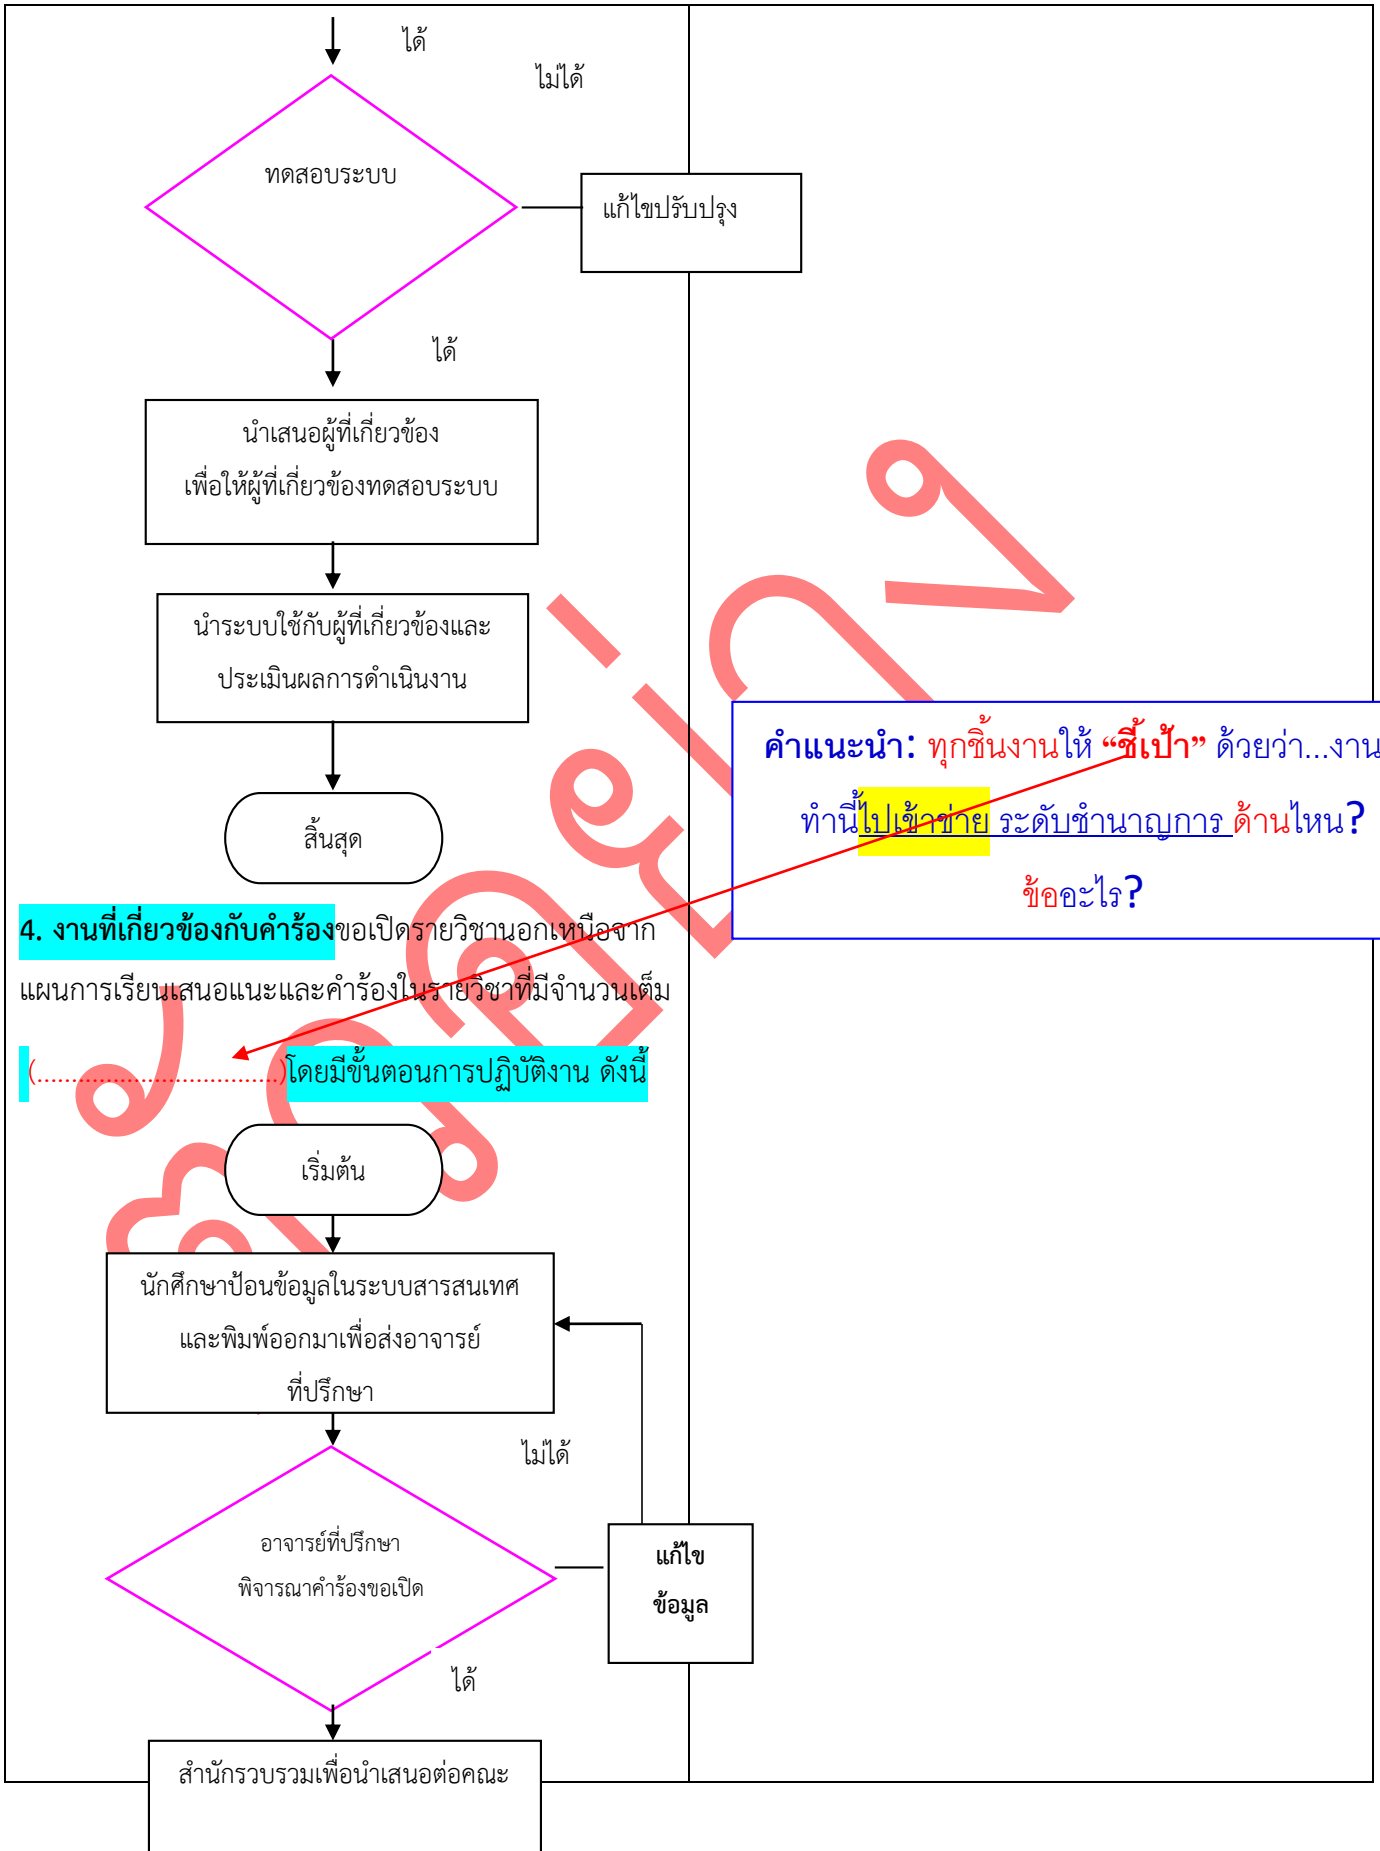 ได้
ไม่ได้
ทดสอบระบบ
แก้ไขปรับปรุง
ได้
นำเสนอผู้ที่เกี่ยวข้อง
เพื่อให้ผู้ที่เกี่ยวข้องทดสอบระบบ
นำระบบใช้กับผู้ที่เกี่ยวข้องและ
ประเมินผลการดำเนินงาน
สิ้นสุด
คำแนะนำ: ทุกชิ้นงานให้ “ชี้เป้า” ด้วยว่า...งาน
ทำนี้ไปเข้าข่าย ระดับชำนาญการ ด้านไหน?
ข้ออะไร?
4. งานที่เกี่ยวข้องกับคำร้องขอเปิดรายวิชานอกเหนือจาก
แผนการเรียนเสนอแนะและคำร้องในรายวิชาที่มีจำนวนเต็ม
(...................................)โดยมีขั้นตอนการปฏิบัติงาน ดังนี้
เริ่มต้น
นักศึกษาป้อนข้อมูลในระบบสารสนเทศ
และพิมพ์ออกมาเพื่อส่งอาจารย์
ที่ปรึกษา
ไม่ได้
อาจารย์ที่ปรึกษา
พิจารณาคำร้องขอเปิด
แก้ไข
ข้อมูล
ได้
สำนักรวบรวมเพื่อนำเสนอต่อคณะ
ตัวอย่าง